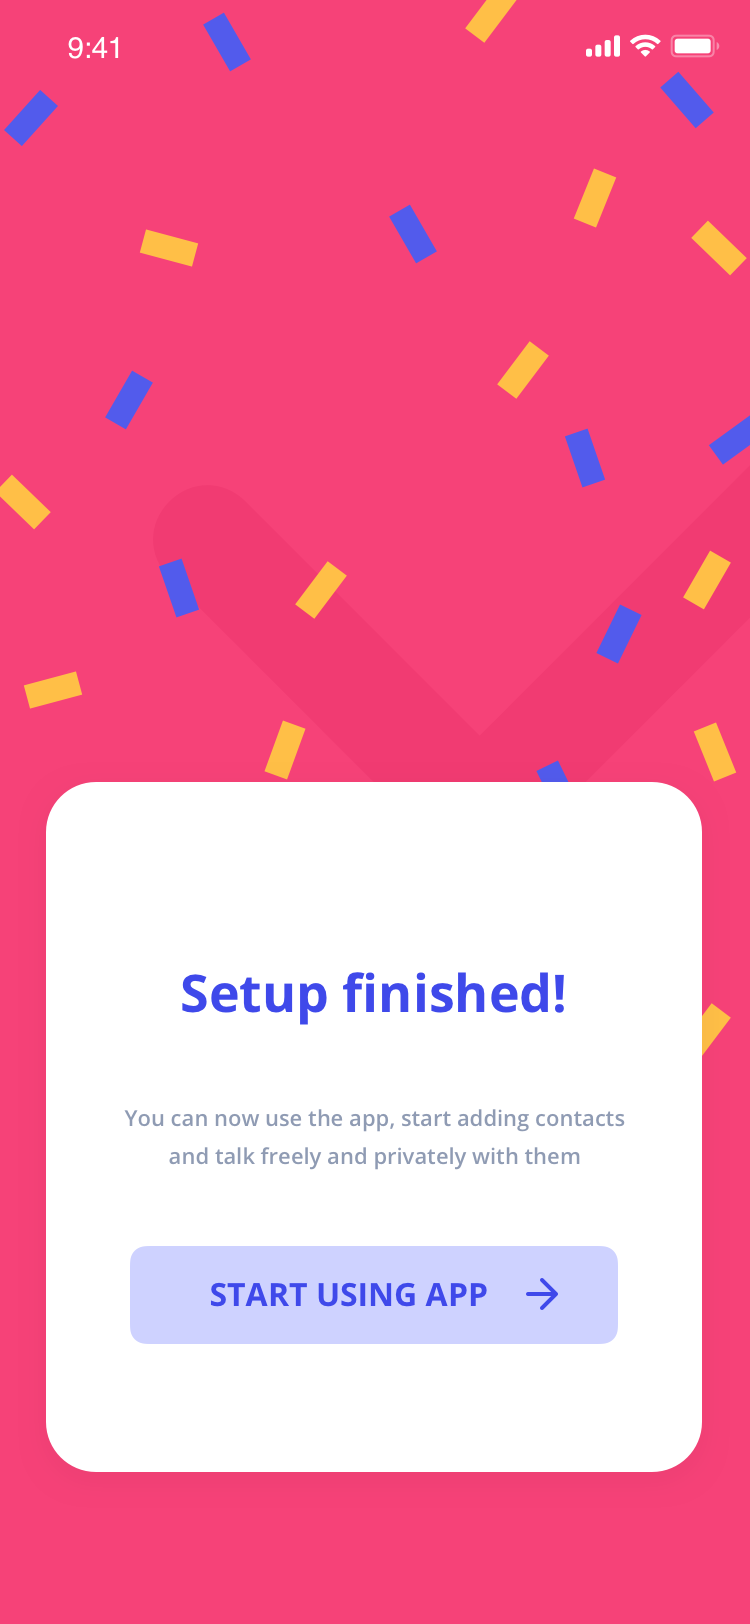 9:41
Setup finished!
You can now use the app, start adding contacts
and talk freely and privately with them
START USING APP